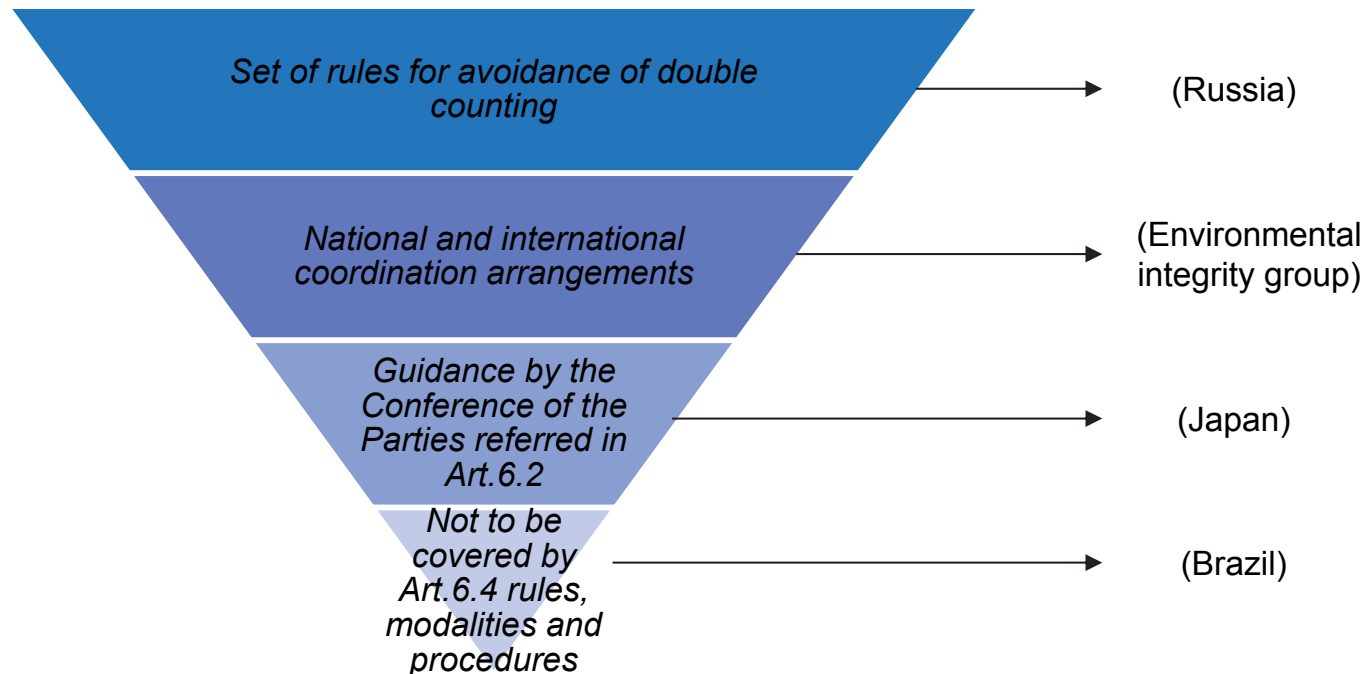 Set of rules for avoidance of double
counting
(Russia)
National and international
coordination arrangements
(Environmental
integrity group)
Guidance by the
Conference of the
Parties referred in
Art.6.2
(Japan)
Not to be
covered by
Art.6.4 rules,
modalities and
procedures
(Brazil)